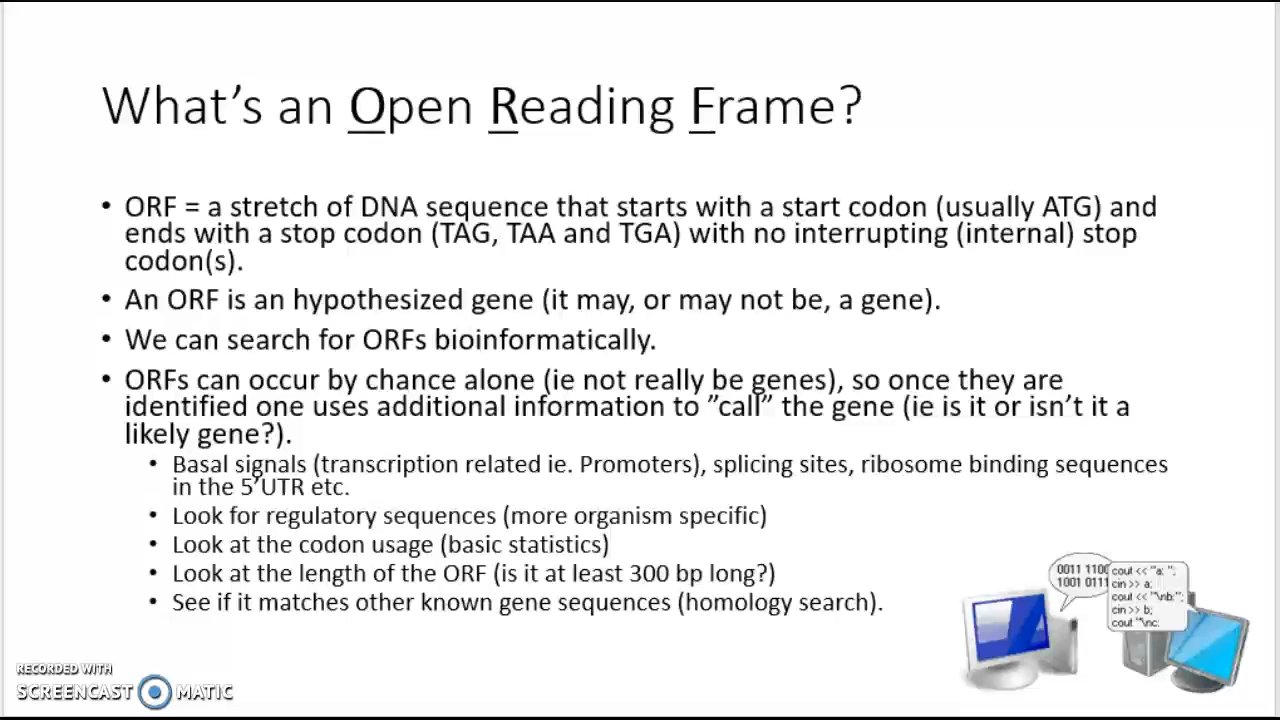 What's an Open Reading Frame?
• ORF = a stretch of DNA sequence that starts with a start codon (usually ATG) and
ends with a stop codon (TAG, TAA and TGA) with no interrupting (internal) stop
codon(s).
• An ORF is an hypothesized gene (it may, or may not be, a gene).
• We can search for ORFs bioinformatically.
• ORFs can occur by chance alone (ie not really be genes), so once they are
identified one uses additional information to ”call” the gene (ie is it or isn't it a
likely gene?).
• Basal signals (transcription related ie. Promoters), splicing sites, ribosome binding sequences
in the 5'UTR etc.
• Look for regulatory sequences (more organism specific)
• Look at the codon usage (basic statistics)
• Look at the length of the ORF (is it at least 300 bp long?)
• See if it matches other known gene sequences (homology search).
0011 1100
1001 0111
cout << "a: ";
cin >> a;
cout << "\nb:";
cin >> b;
cout "\nc:
RECORDED WITH
SCREENCAST MATIC